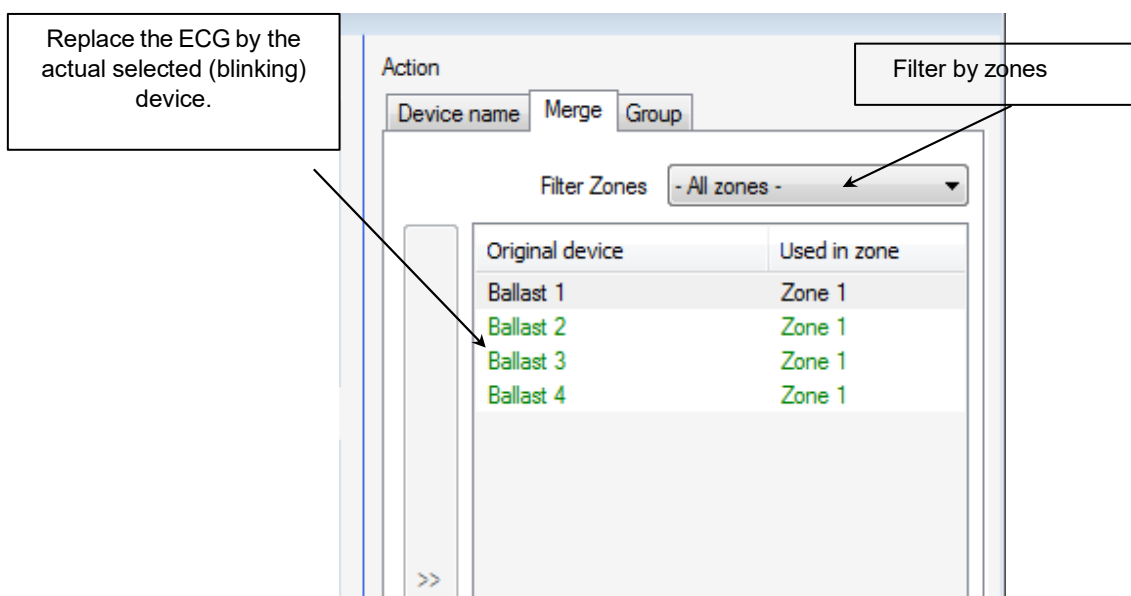 Replace the ECG by the
actual selected (blinking)
device.
Filter by zones
Action
Device name Merge Group
Filter Zones - All zones -
Original device Used in zone
Ballast 1 Zone 1
Ballast 2 Zone 1
Ballast 3 Zone 1
Ballast 4 Zone 1
>>